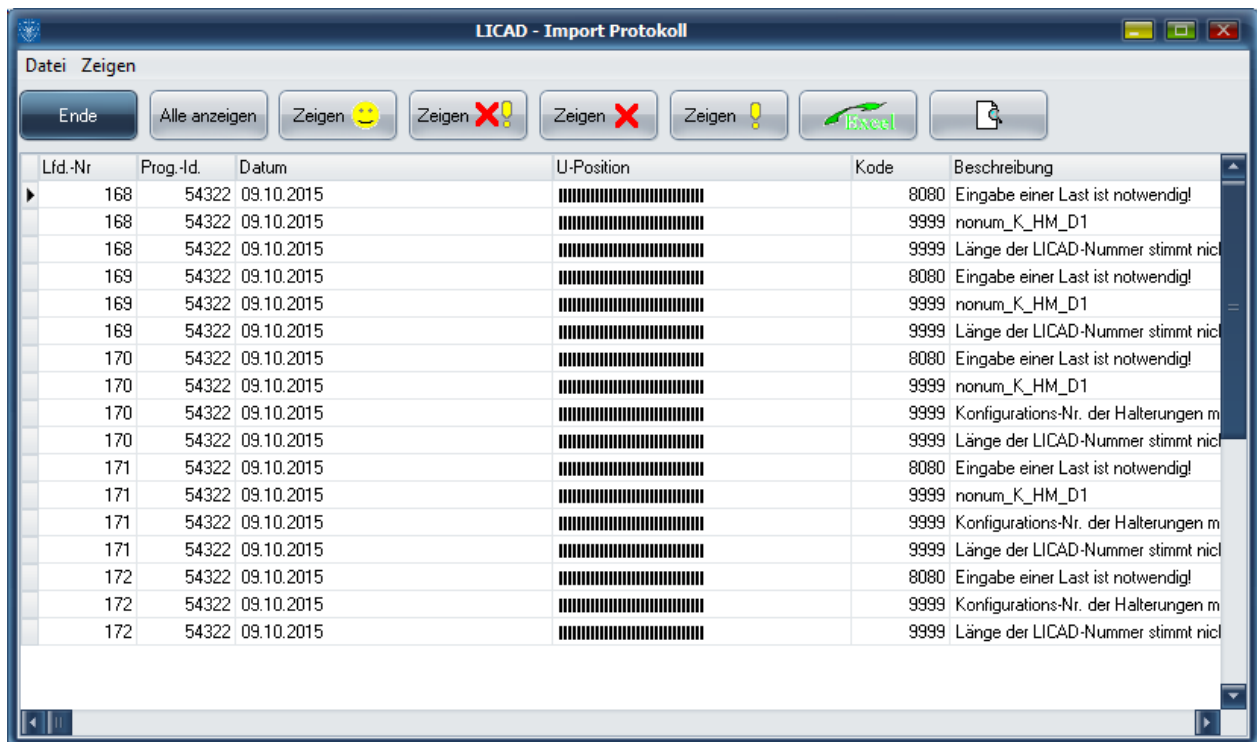 LICAD - Import Protokoll
Datei Zeigen
Ende Alle anzeigen Zeigen Zeigen Zeigen Zeigen Excel
Lfd.-Nr Prog.-Id. Datum U-Position Kode Beschreibung
168 54322 09.10.2015 8080 Eingabe einer Last ist notwendig!
168 54322 09.10.2015 9999 nonum_K_HM_D1
168 54322 09.10.2015 9999 Länge der LICAD-Nummer stimmt nicl
169 54322 09.10.2015 8080 Eingabe einer Last ist notwendig!
169 54322 09.10.2015 9999 nonum_K_HM_D1
169 54322 09.10.2015 9999 Länge der LICAD-Nummer stimmt nicl
170 54322 09.10.2015 8080 Eingabe einer Last ist notwendig!
170 54322 09.10.2015 9999 nonum_K_HM_D1
170 54322 09.10.2015 9999 Konfigurations-Nr. der Halterungen m
170 54322 09.10.2015 9999 Länge der LICAD-Nummer stimmt nicl
171 54322 09.10.2015 8080 Eingabe einer Last ist notwendig!
171 54322 09.10.2015 9999 nonum_K_HM_D1
171 54322 09.10.2015 9999 Konfigurations-Nr. der Halterungen m
171 54322 09.10.2015 9999 Länge der LICAD-Nummer stimmt nicl
172 54322 09.10.2015 8080 Eingabe einer Last ist notwendig!
172 54322 09.10.2015 9999 Konfigurations-Nr. der Halterungen m
172 54322 09.10.2015 9999 Länge der LICAD-Nummer stimmt nicl